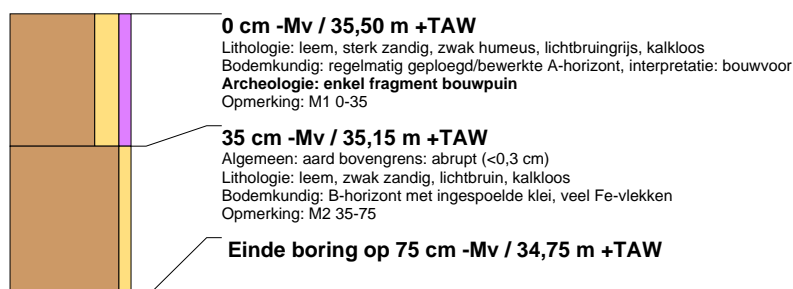 0 cm -Mv / 35,50 m +TAW
Lithologie: leem, sterk zandig, zwak humeus, lichtbruingrijs, kalkloos
Bodemkundig: regelmatig geploegd/bewerkte A-horizont, interpretatie: bouwvoor
Archeologie: enkel fragment bouwpuin
Opmerking: M1 0-35
35 cm -Mv / 35,15 m +TAW
Algemeen: aard bovengrens: abrupt (<0,3 cm)
Lithologie: leem, zwak zandig, lichtbruin, kalkloos
Bodemkundig: B-horizont met ingespoelde klei, veel Fe-vlekken
Opmerking: M2 35-75
Einde boring op 75 cm -Mv / 34,75 m +TAW